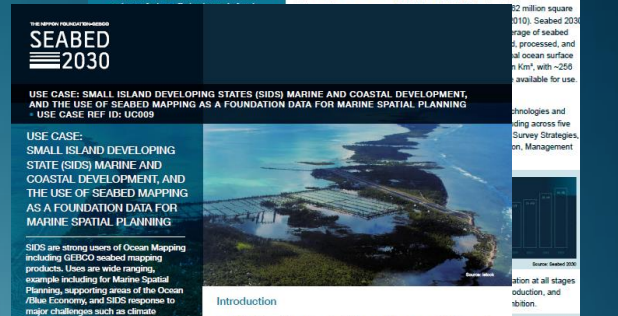 THE NIPPON FOUNDATION-GEBCO
SEABED
2030
USE CASE: SMALL ISLAND DEVELOPING STATES (SIDS) MARINE AND COASTAL DEVELOPMENT,
AND THE USE OF SEABED MAPPING AS A FOUNDATION DATA FOR MARINE SPATIAL PLANNING
• USE CASE REF ID: UC009
USE CASE:
SMALL ISLAND DEVELOPING
STATE (SIDS) MARINE AND
COASTAL DEVELOPMENT, AND
THE USE OF SEABED MAPPING
AS A FOUNDATION DATA FOR
MARINE SPATIAL PLANNING
SIDS are strong users of Ocean Mapping
including GEBCO seabed mapping
products. Uses are wide ranging,
example including for Marine Spatial
Planning, supporting areas of the Ocean
/Blue Economy, and SIDS response to
major challenges such as climate
Source: istock
Introduction
62 million square
2010). Seabed 2030
erage of seabed
d, processed, and
al ocean surface
n Km², with ~256
available for use.
chnologies and
nding across five
Survey Strategies,
on, Management
Source: Seabed 2030
ation at all stages
oduction, and
nbition.